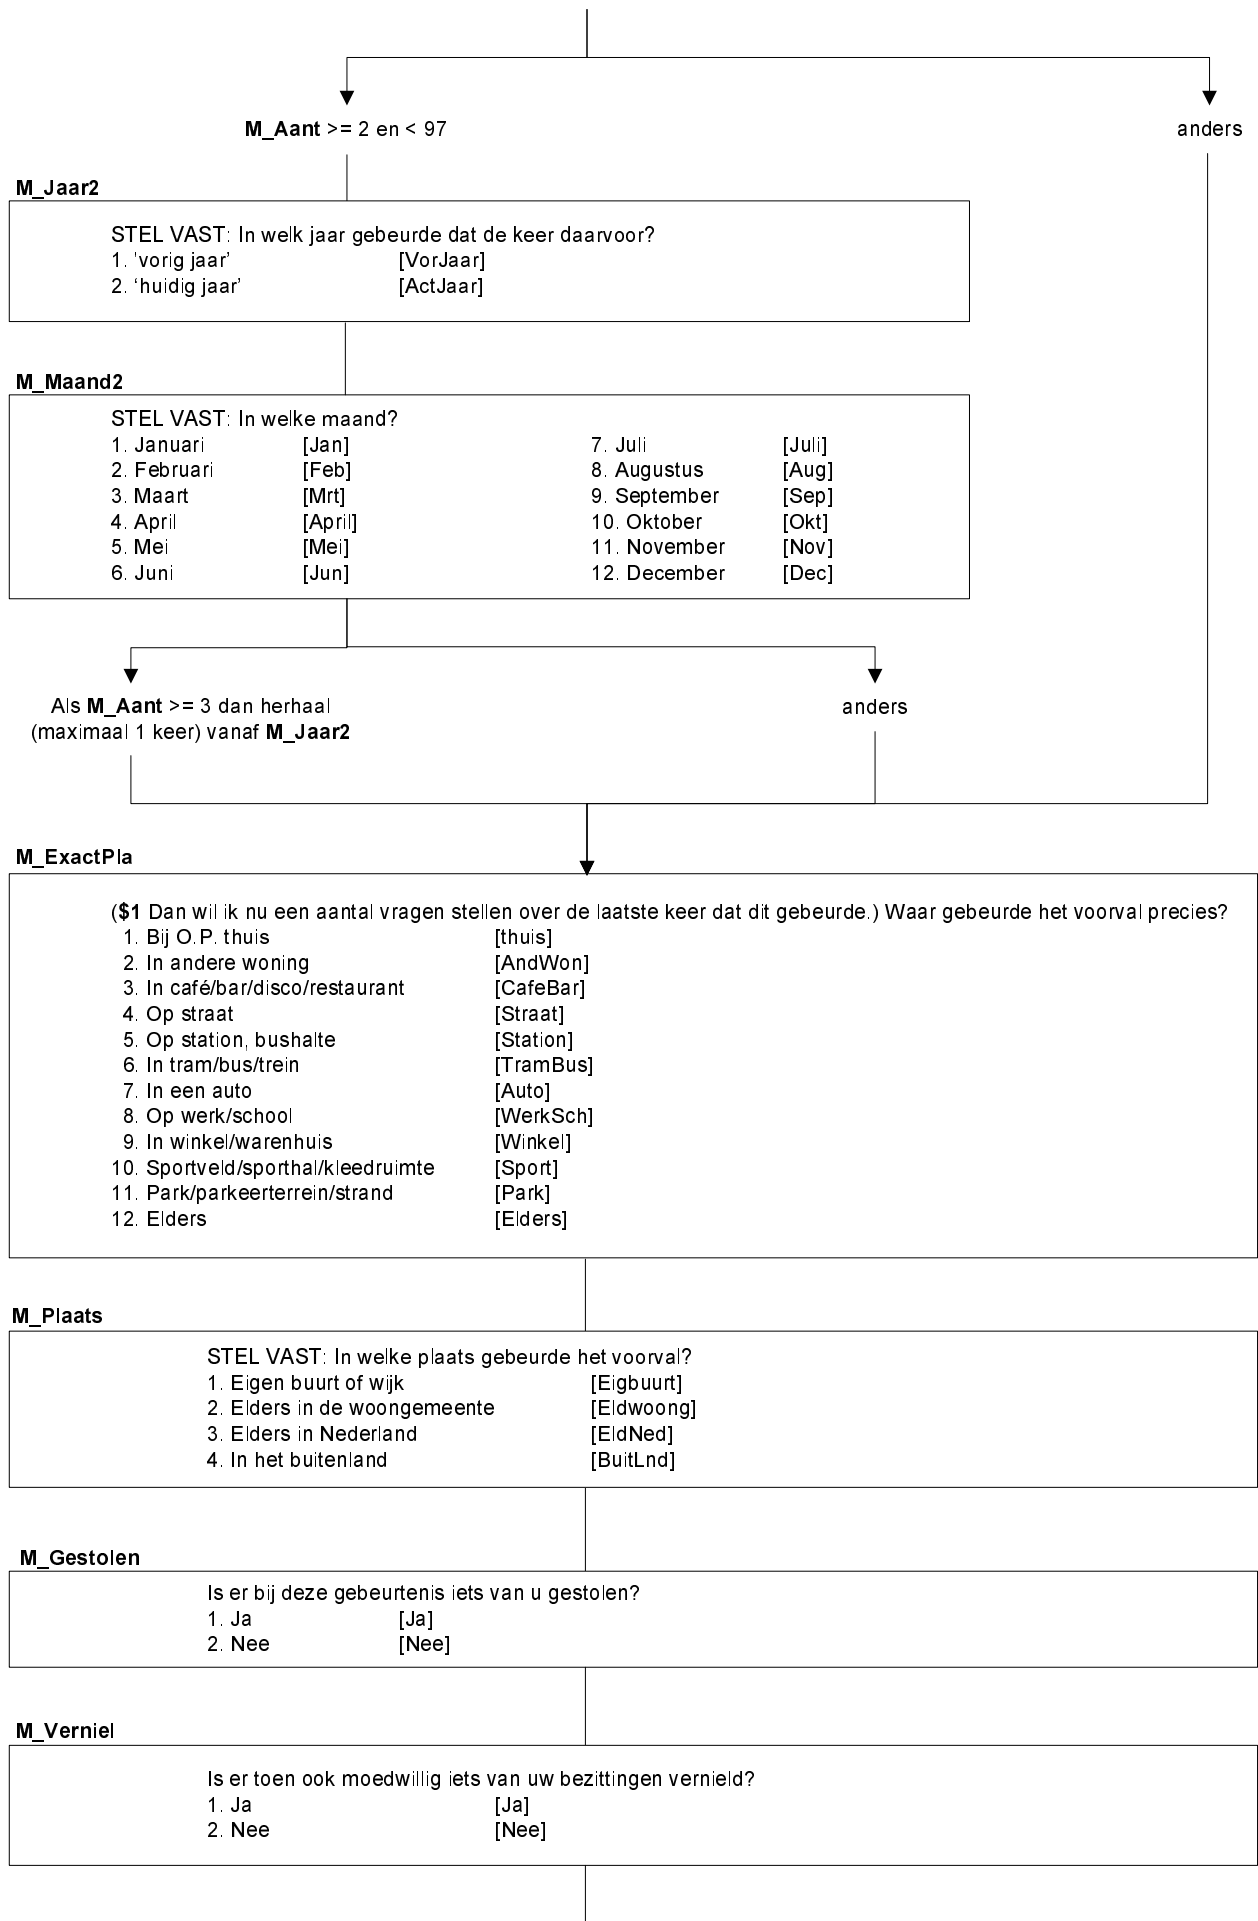 M_Aant >= 2 en < 97
anders
M_Jaar2
STEL VAST: In welk jaar gebeurde dat de keer daarvoor?
1. 'vorig jaar' [VorJaar]
2. ‘huidig jaar’ [ActJaar]
M_Maand2
STEL VAST: In welke maand?
1. Januari [Jan] 7. Juli [Juli]
2. Februari [Feb] 8. Augustus [Aug]
3. Maart [Mrt] 9. September [Sep]
4. April [April] 10. Oktober [Okt]
5. Mei [Mei] 11. November [Nov]
6. Juni [Jun] 12. December [Dec]
Als M_Aant >= 3 dan herhaal
(maximaal 1 keer) vanaf M_Jaar2
anders
M_ExactPla
($1 Dan wil ik nu een aantal vragen stellen over de laatste keer dat dit gebeurde.) Waar gebeurde het voorval precies?
1. Bij O.P. thuis [thuis]
2. In andere woning [AndWon]
3. In café/bar/disco/restaurant [CafeBar]
4. Op straat [Straat]
5. Op station, bushalte [Station]
6. In tram/bus/trein [TramBus]
7. In een auto [Auto]
8. Op werk/school [WerkSch]
9. In winkel/warenhuis [Winkel]
10. Sportveld/sporthal/kleedruimte [Sport]
11. Park/parkeerterrein/strand [Park]
12. Elders [Elders]
M_Plaats
STEL VAST: In welke plaats gebeurde het voorval?
1. Eigen buurt of wijk [Eigbuurt]
2. Elders in de woongemeente [Eldwoong]
3. Elders in Nederland [EldNed]
4. In het buitenland [BuitLnd]
M_Gestolen
Is er bij deze gebeurtenis iets van u gestolen?
1. Ja [Ja]
2. Nee [Nee]
M_Verniel
Is er toen ook moedwillig iets van uw bezittingen vernield?
1. Ja [Ja]
2. Nee [Nee]